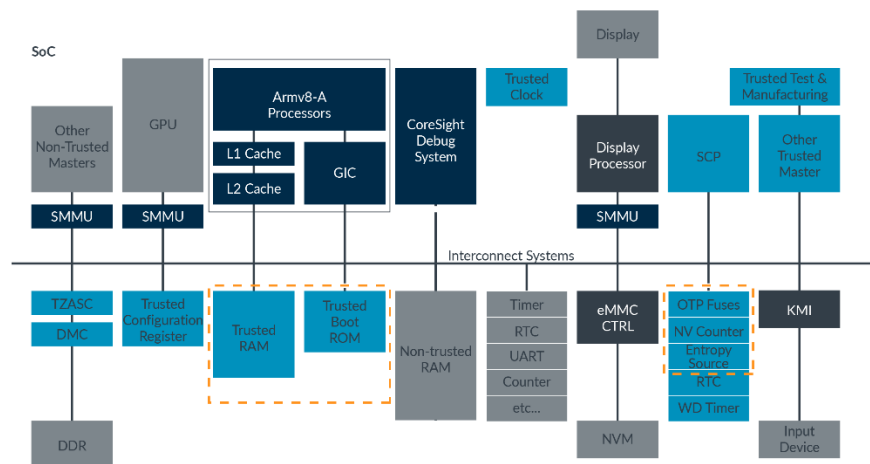 SoC
Other
Non-Trusted
Masters
SMMU
GPU
SMMU
Armv8-A
Processors
L1 Cache
L2 Cache
GIC
CoreSight
Debug
System
Trusted
Clock
Display
Display
Processor
SMMU
SCP
Trusted Test &
Manufacturing
Other
Trusted
Master
Interconnect Systems
TZASC
DMC
DDR
Trusted
Configuration
Register
Trusted
RAM
Trusted
Boot
ROM
Non-trusted
RAM
Timer
RTC
UART
Counter
etc...
eMMC
CTRL
NVM
OTP Fuses
NV Counter
Entropy
Source
RTC
WD Timer
KMI
Input
Device